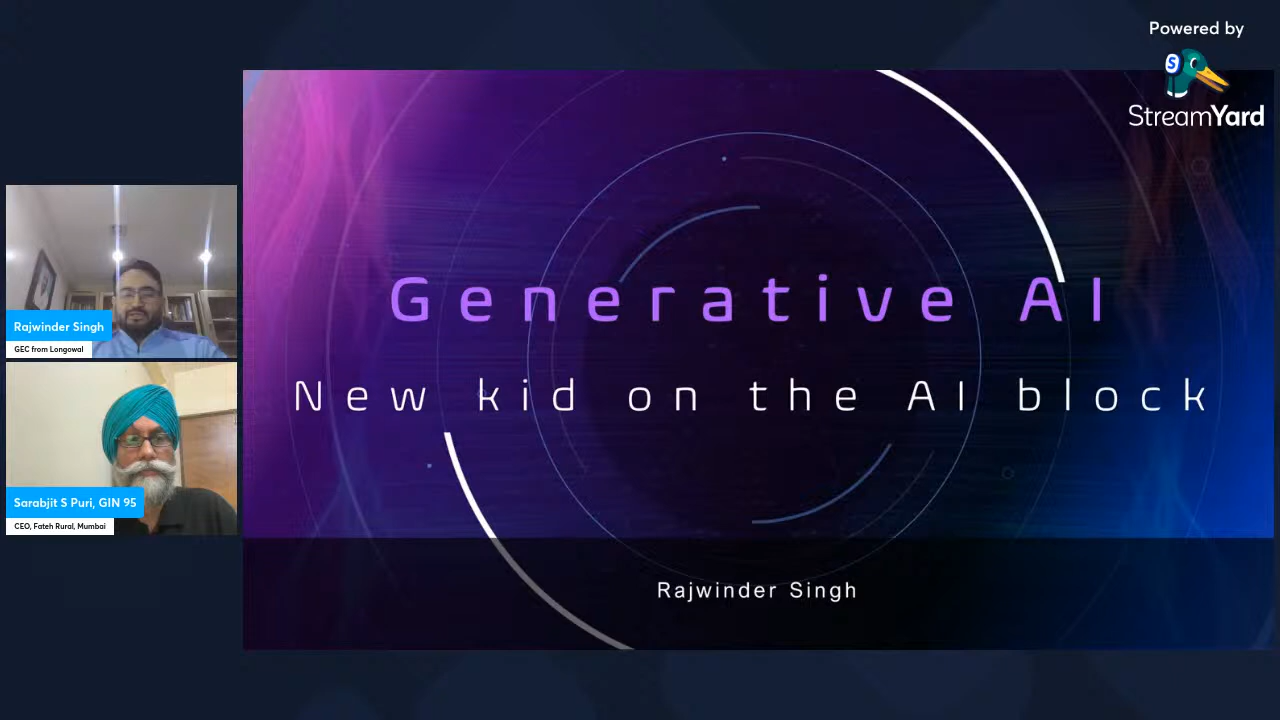 Powered by
StreamYard
Generative AI
New kid on the AI block
Rajwinder Singh
Rajwinder Singh
GEC from Longowal
Sarabjit S Puri, GIN 95
CEO, Fateh Rural, Mumbai